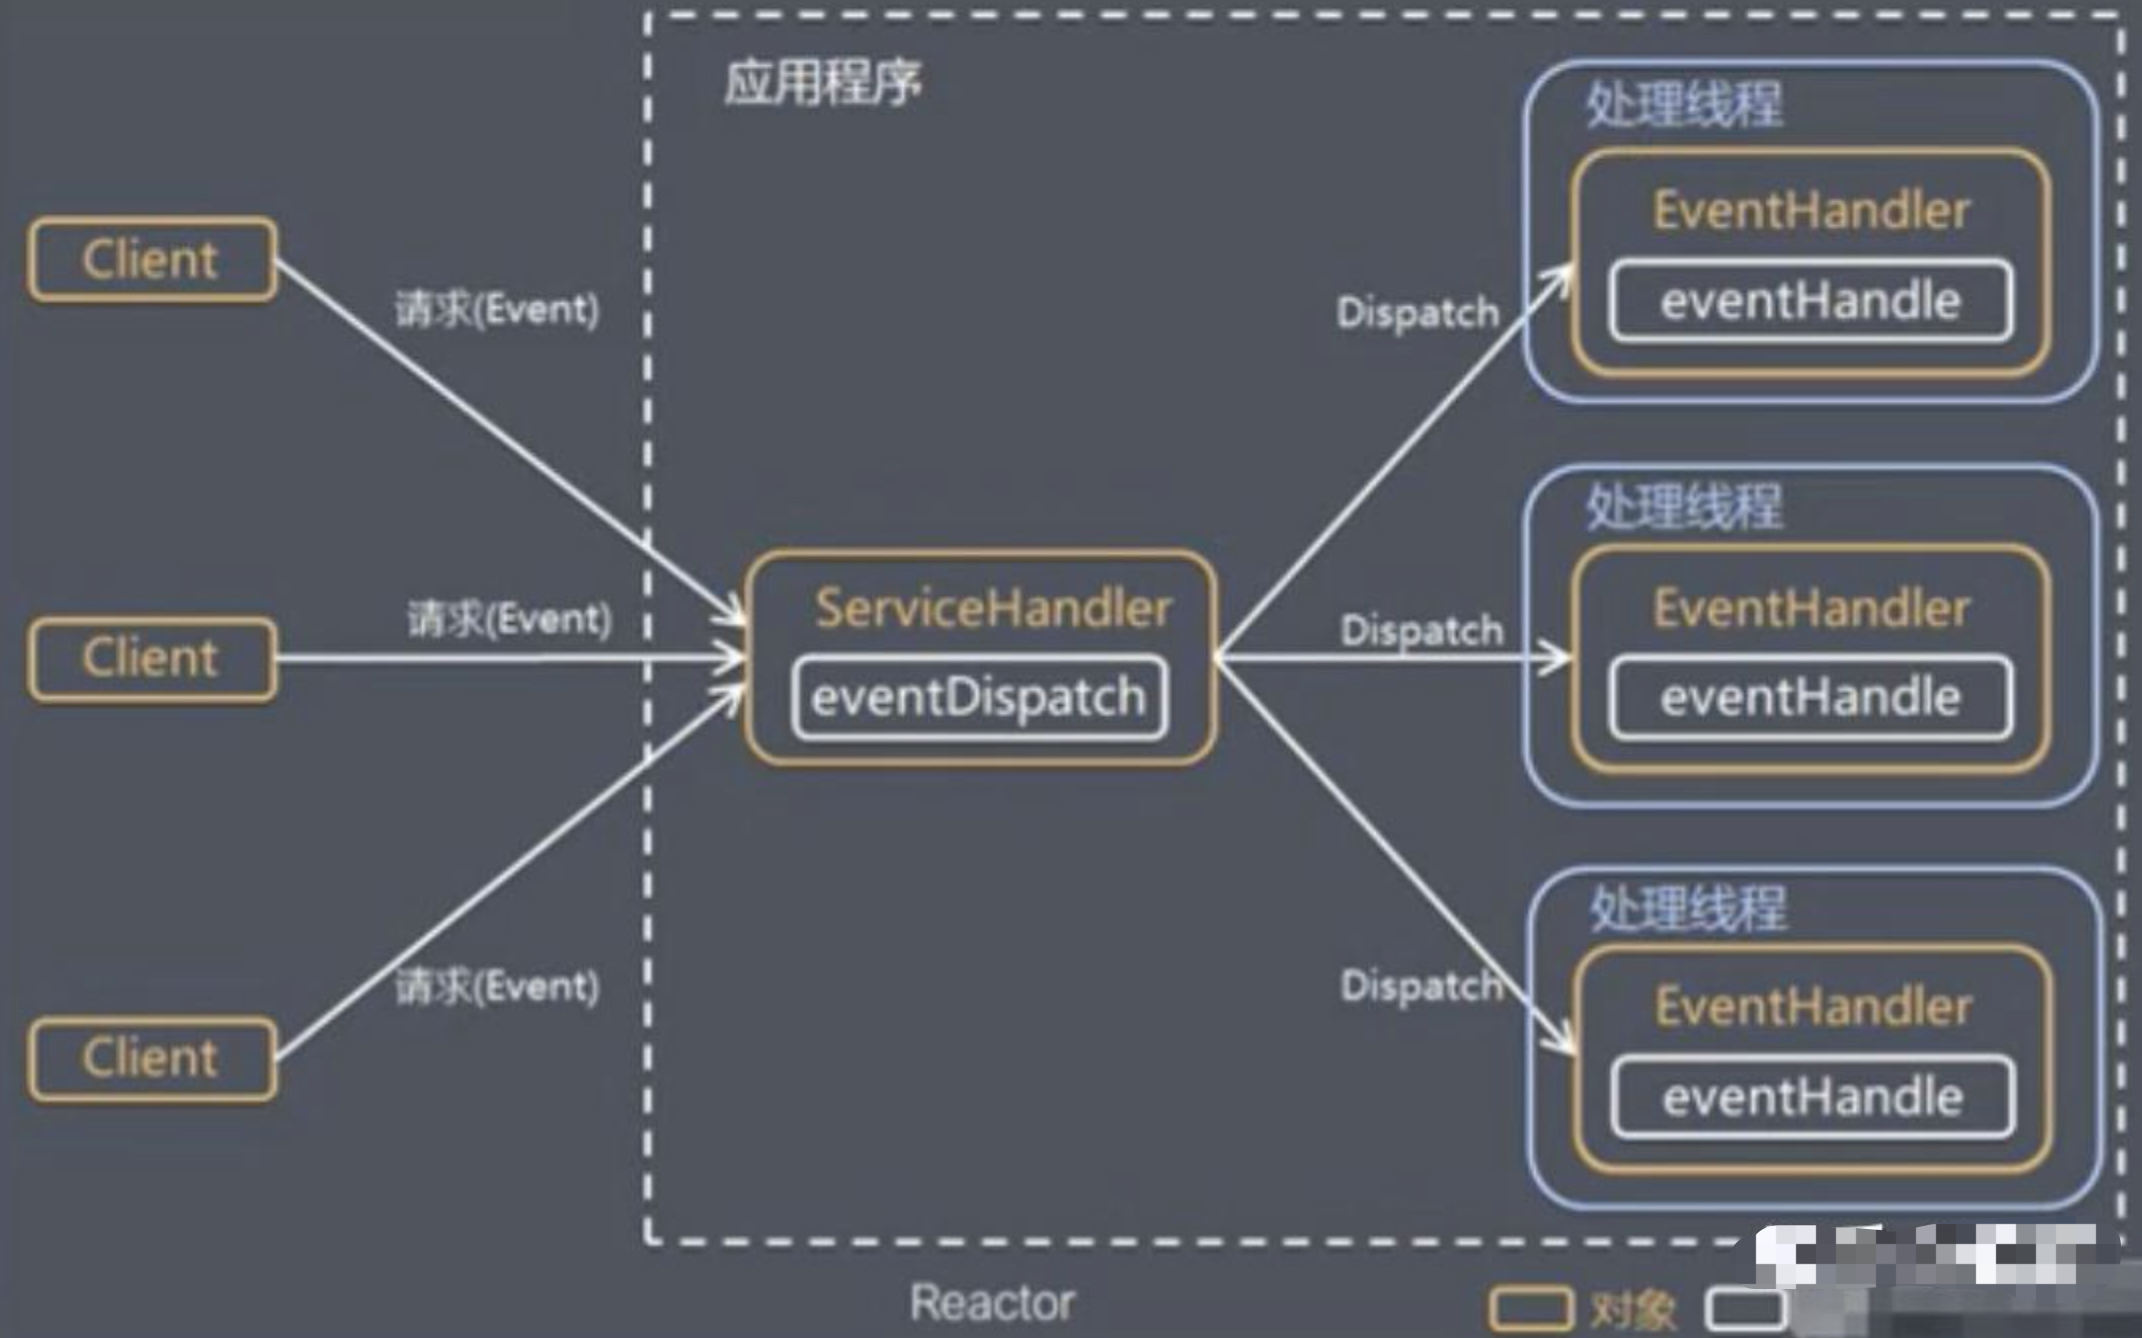 应用程序
处理线程
EventHandler
eventHandle
Client
请求(Event)
Dispatch
处理线程
EventHandler
eventHandle
Client
请求(Event)
ServiceHandler
eventDispatch
Dispatch
处理线程
EventHandler
eventHandle
Client
请求(Event)
Dispatch
Reactor
对象